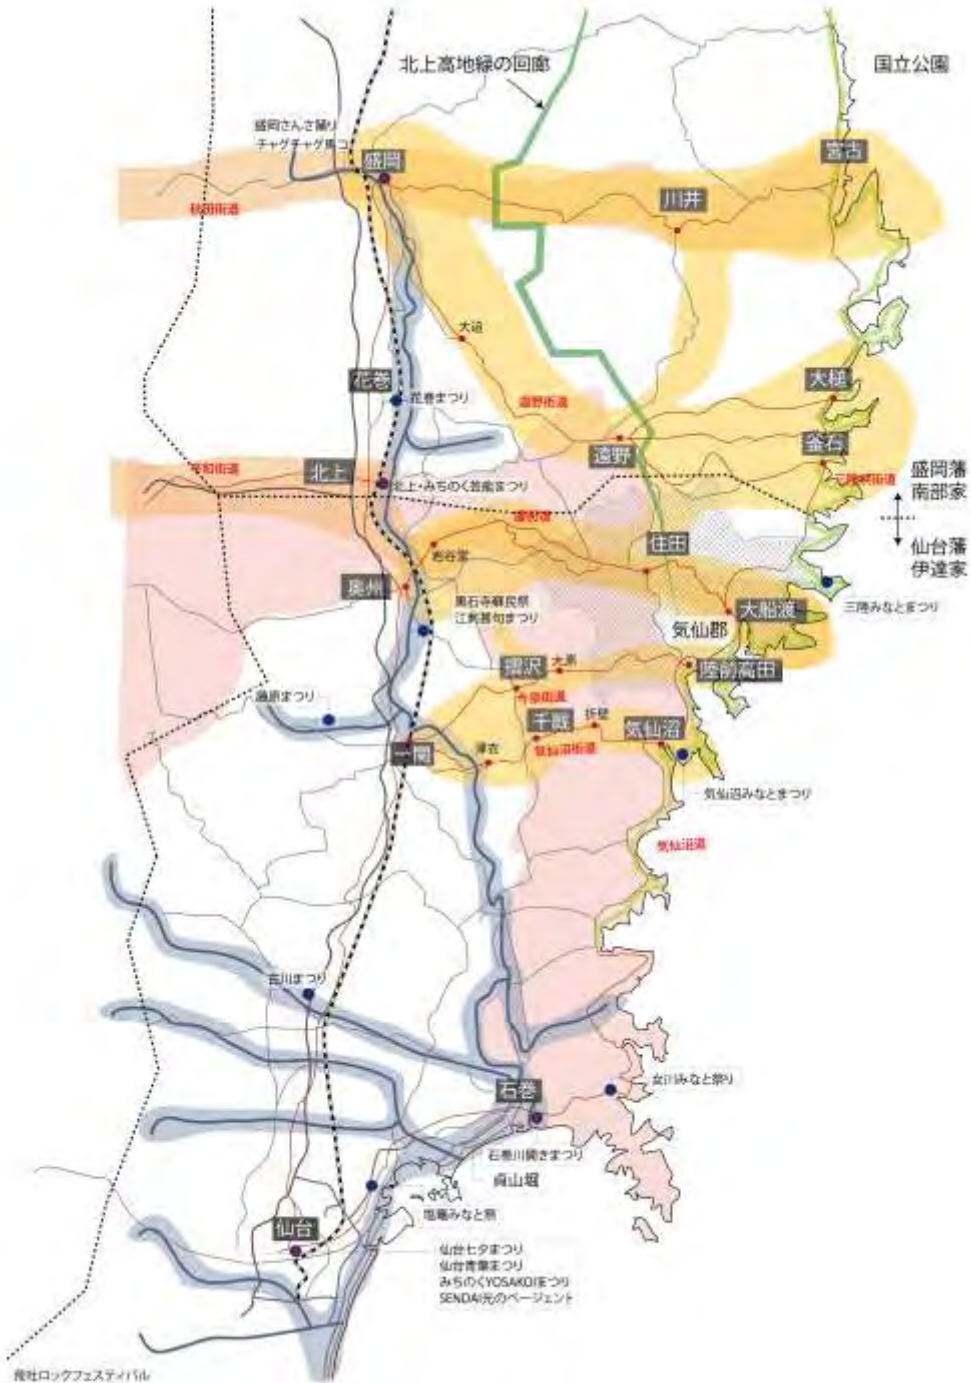 北上高地緑の回廊
国立公園
盛岡さんさ踊り
チャグチャグ馬コ
盛岡
宮古
秋田街道
川井
大迫
花巻
花巻まつり
大槌
遠野街道
遠野
釜石
北上
北上・みちのく芸能まつり
盛岡藩
南部家
仙台藩
伊達家
盛街道
住田
岩谷堂
奥州
黒石寺蘇民祭
江刺甚句まつり
三陸みなとまつり
大船渡
気仙郡
摺沢
大原
陸前高田
今泉街道
藤原まつり
千厩
折壁
気仙沼
一関
薄衣
気仙沼街道
気仙沼みなとまつり
気仙沼道
古川まつり
石巻
女川みなと祭り
石巻川開きまつり
貞山堀
塩竈みなと祭
仙台
仙台七夕まつり
仙台青葉まつり
みちのくYOSAKOIまつり
SENDAI光のページェント
荒吐ロックフェスティバル